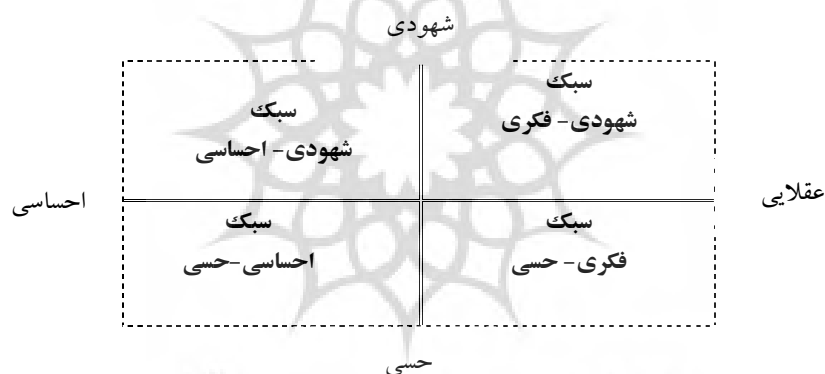 شهودی
سبک
شهودی- فکری
سبک
شهودی- احساسی
عقلایی
احساسی
سبک
فکری- حسی
سبک
احساسی-حسی
حسی